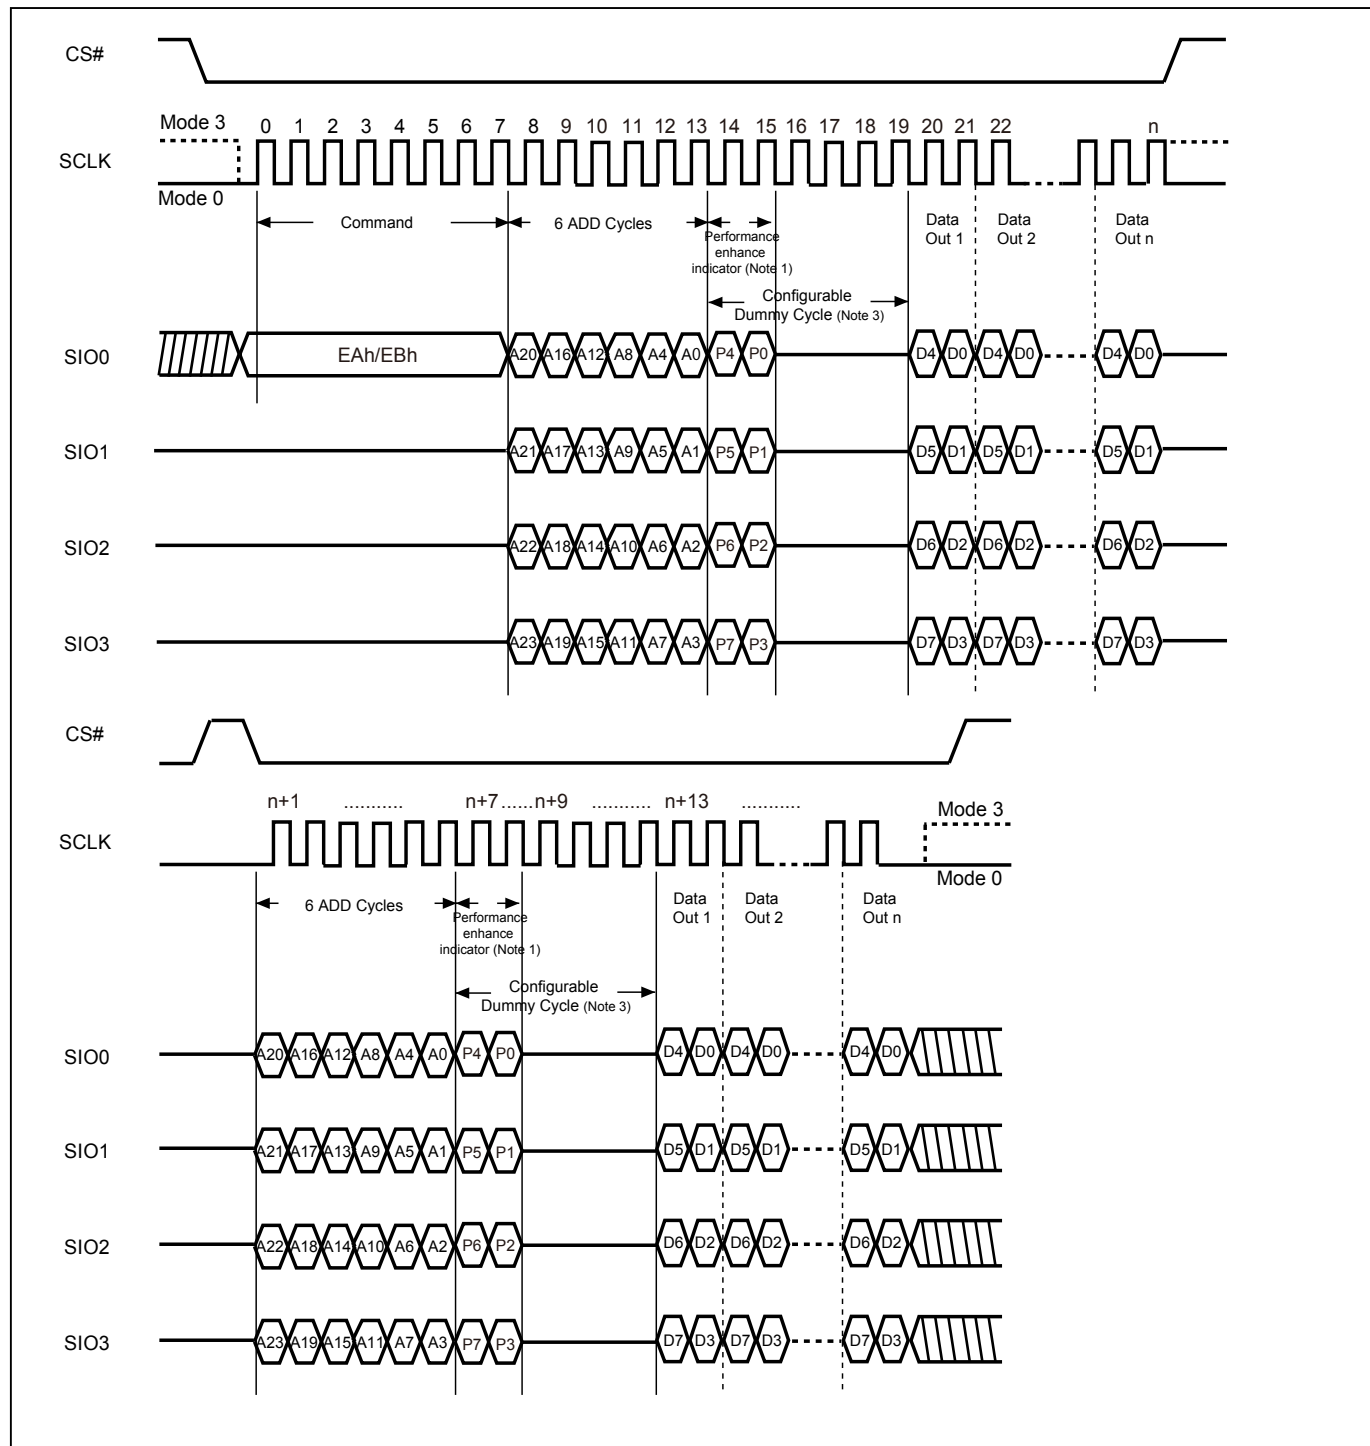 CS#
Mode 3 0 1 2 3 4 5 6 7 8 9 10 11 12 13 14 15 16 17 18 19 20 21 22 n
SCLK
Mode 0
Command 6 ADD Cycles Performance enhance indicator (Note 1) Data Out 1 Data Out 2 Data Out n
Configurable
Dummy Cycle (Note 3)
SIO0 EAh/EBh A20 A16 A12 A8 A4 A0 P4 P0 D4 D0 D4 D0 D4 D0
SIO1 A21 A17 A13 A9 A5 A1 P5 P1 D5 D1 D5 D1 D5 D1
SIO2 A22 A18 A14 A10 A6 A2 P6 P2 D6 D2 D6 D2 D6 D2
SIO3 A23 A19 A15 A11 A7 A3 P7 P3 D7 D3 D7 D3 D7 D3
CS#
n+1 ........... n+7 ...... n+9 ........... n+13 ........... Mode 3
SCLK
Mode 0
6 ADD Cycles Performance enhance indicator (Note 1) Data Out 1 Data Out 2 Data Out n
Configurable
Dummy Cycle (Note 3)
SIO0 A20 A16 A12 A8 A4 A0 P4 P0 D4 D0 D4 D0 D4 D0
SIO1 A21 A17 A13 A9 A5 A1 P5 P1 D5 D1 D5 D1 D5 D1
SIO2 A22 A18 A14 A10 A6 A2 P6 P2 D6 D2 D6 D2 D6 D2
SIO3 A23 A19 A15 A11 A7 A3 P7 P3 D7 D3 D7 D3 D7 D3